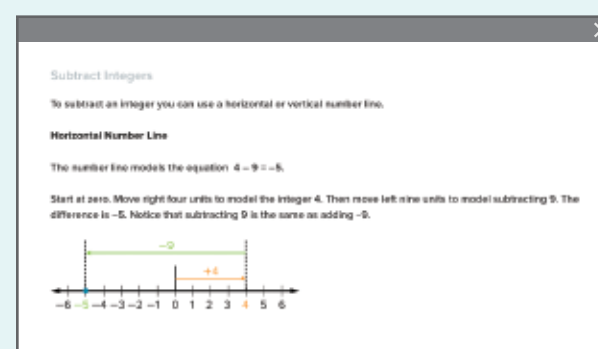 Subtract Integers
To subtract an integer you can use a horizontal or vertical number line.
Horizontal Number Line
The number line models the equation 4 – 9 = –5.
Start at zero. Move right four units to model the integer 4. Then move left nine units to model subtracting 9. The
difference is –5. Notice that subtracting 9 is the same as adding –9.
–9
+4
–6 –5 –4 –3 –2 –1 0 1 2 3 4 5 6